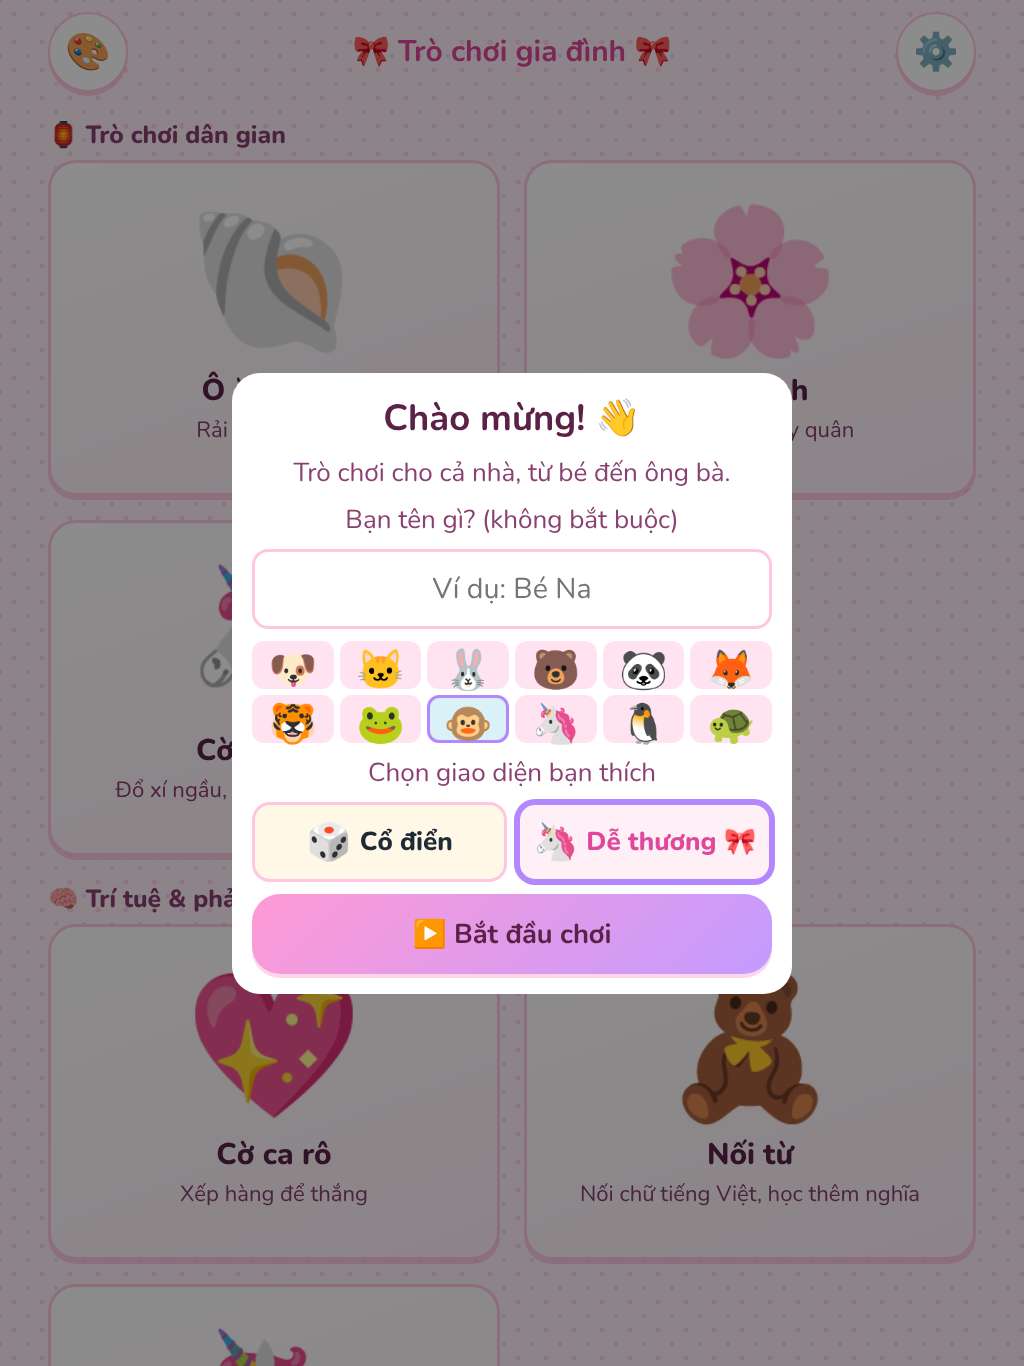 Trò chơi gia đình
Trò chơi dân gian
Ô
Rải
h
quân
Chào mừng!
Trò chơi cho cả nhà, từ bé đến ông bà.
Bạn tên gì? (không bắt buộc)
Ví dụ: Bé Na
Cờ
Đổ xí ngầu,
Chọn giao diện bạn thích
Cổ điển
Dễ thương
Trí tuệ &
Bắt đầu chơi
Cờ ca rô
Xếp hàng để thắng
Nối từ
Nối chữ tiếng Việt, học thêm nghĩa